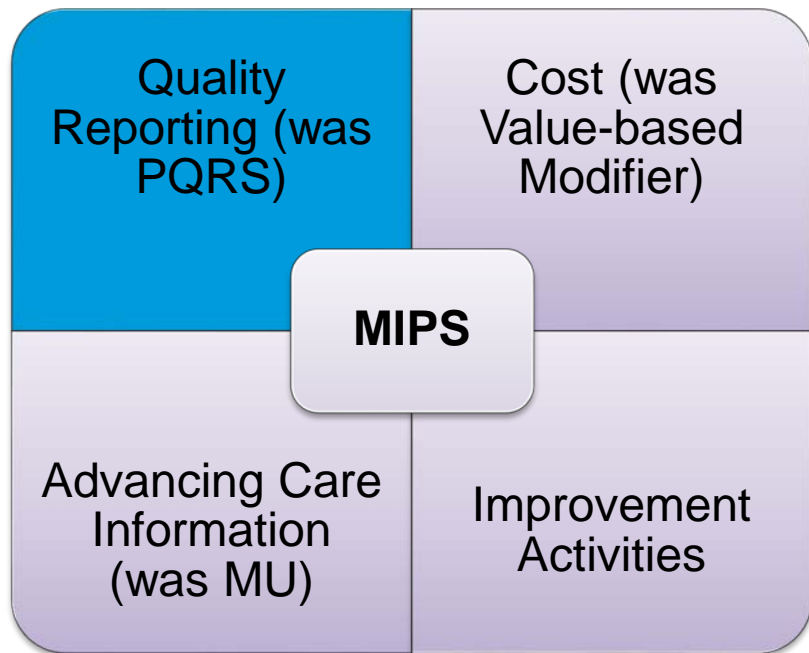 Quality
Reporting (was
PQRS)
Cost (was
Value-based
Modifier)
MIPS
Advancing Care
Information
(was MU)
Improvement
Activities